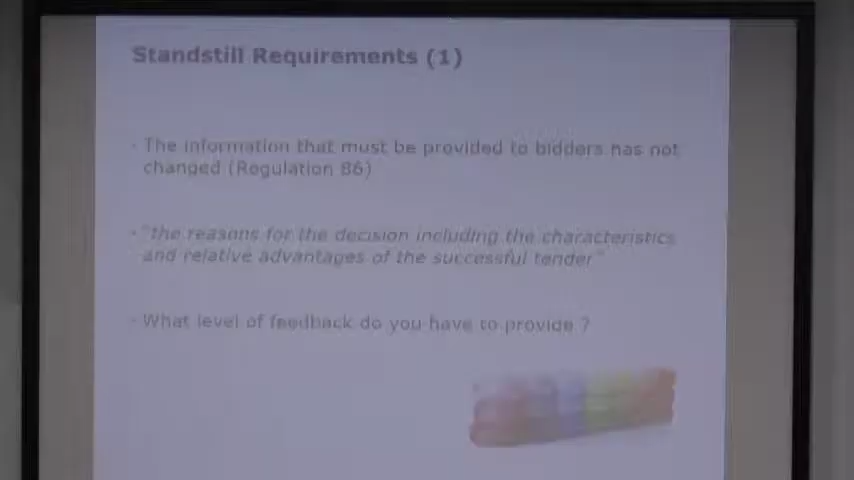 Standstill Requirements (1)
- The information that must be provided to bidders has not
changed (Regulation 86)
- "the reasons for the decision including the characteristics
and relative advantages of the successful tender"
- What level of feedback do you have to provide ?